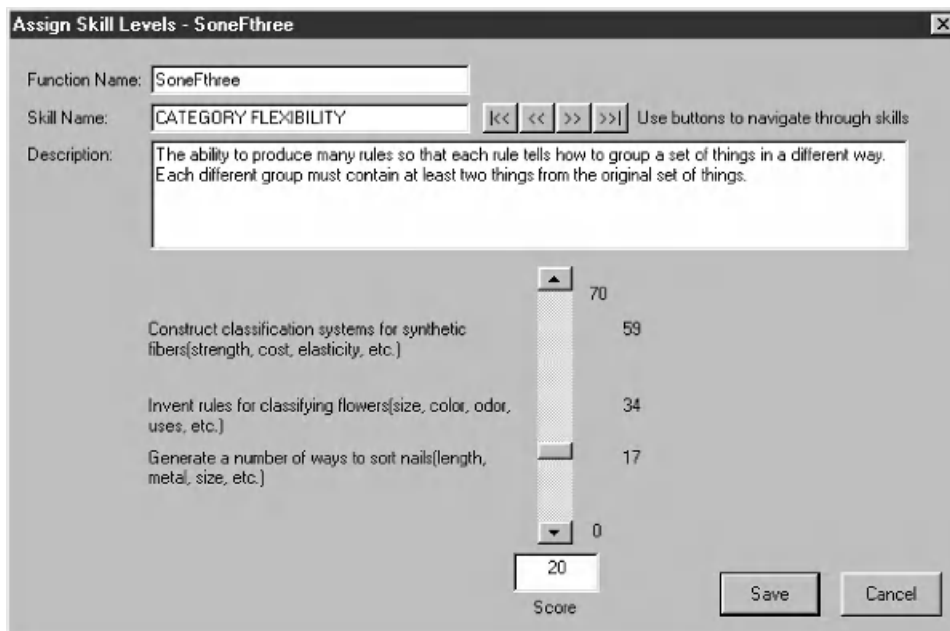 Assign Skill Levels - SoneFthree
Function Name: SoneFthree
Skill Name: CATEGORY FLEXIBILITY |<< << >> >>| Use buttons to navigate through skills
Description: The ability to produce many rules so that each rule tells how to group a set of things in a different way.
Each different group must contain at least two things from the original set of things.
70
Construct classification systems for synthetic 59
fibers(strength, cost, elasticity, etc.)
Invent rules for classifying flowers(size, color, odor, 34
uses, etc.)
Generate a number of ways to sort nails(length, 17
metal, size, etc.)
0
20
Score
Save Cancel